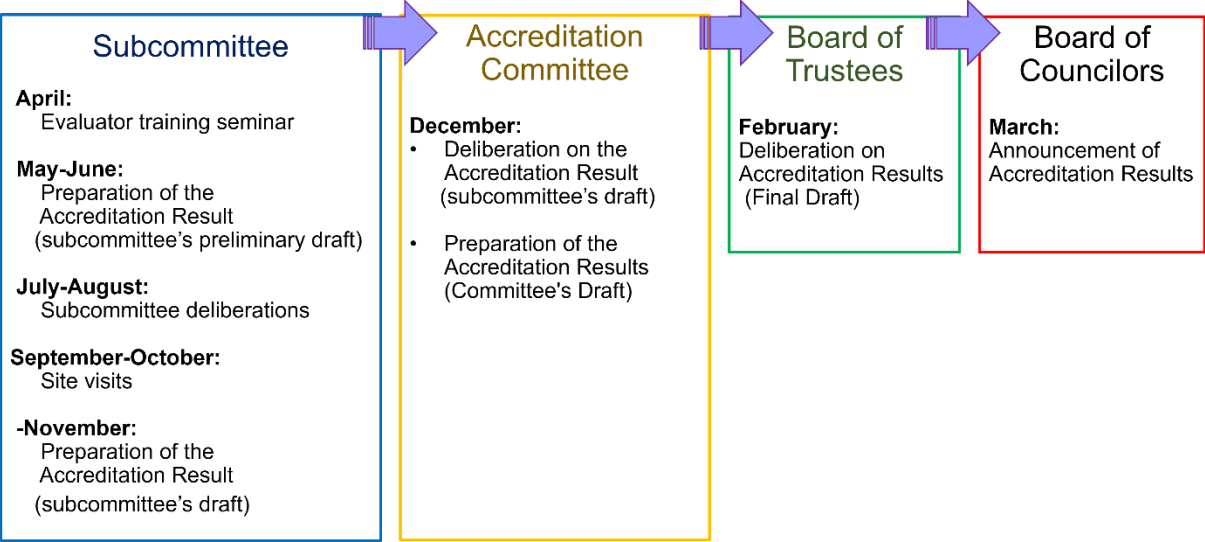 Subcommittee
April:
Evaluator training seminar
May-June:
Preparation of the
Accreditation Result
(subcommittee’s preliminary draft)
July-August:
Subcommittee deliberations
September-October:
Site visits
-November:
Preparation of the
Accreditation Result
(subcommittee’s draft)
Accreditation
Committee
December:
• Deliberation on the
Accreditation Result
(subcommittee’s draft)
• Preparation of the
Accreditation Results
(Committee's Draft)
Board of
Trustees
February:
Deliberation on
Accreditation Results
(Final Draft)
Board of
Councilors
March:
Announcement of
Accreditation Results